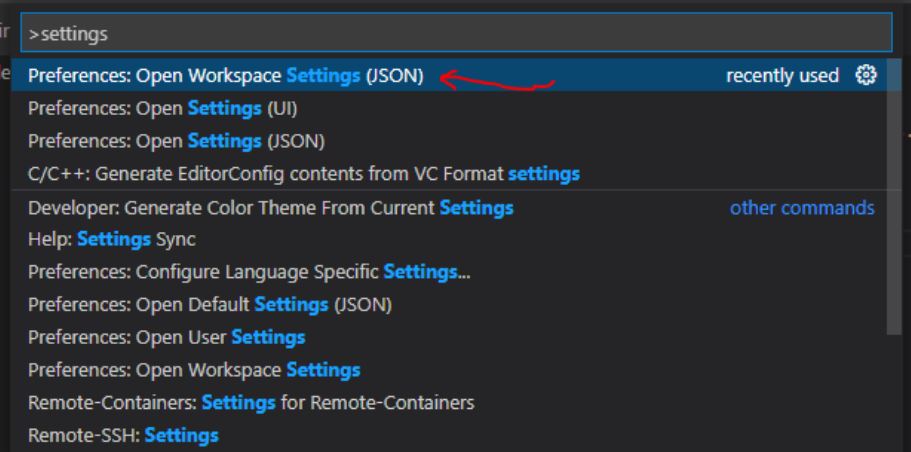 ir
>settings
le
Preferences: Open Workspace Settings (JSON) recently used
Preferences: Open Settings (UI)
Preferences: Open Settings (JSON)
C/C++: Generate EditorConfig contents from VC Format settings
Developer: Generate Color Theme From Current Settings other commands
Help: Settings Sync
Preferences: Configure Language Specific Settings...
Preferences: Open Default Settings (JSON)
Preferences: Open User Settings
Preferences: Open Workspace Settings
Remote-Containers: Settings for Remote-Containers
Remote-SSH: Settings